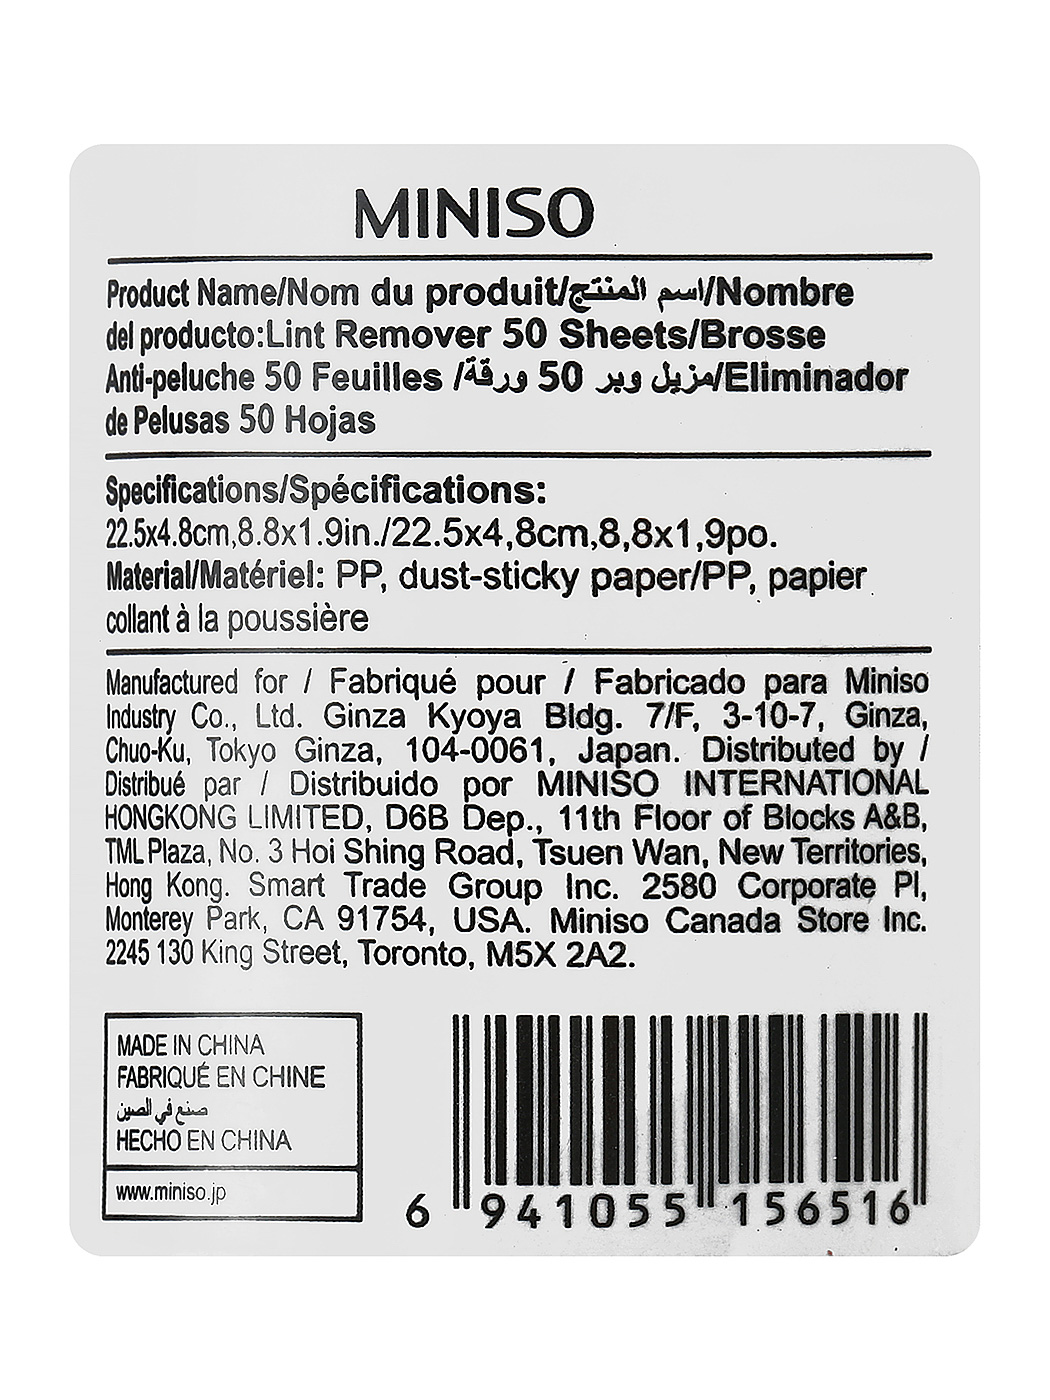 MINISO
Product Name/Nom du produit/اسم المنتج/Nombre
del producto:Lint Remover 50 Sheets/Brosse
Anti-peluche 50 Feuilles /مزيل وبر 50 ورقة/Eliminador
de Pelusas 50 Hojas
Specifications/Spécifications:
22.5x4.8cm,8.8x1.9in./22.5x4,8cm,8,8x1,9po.
Material/Matériel: PP, dust-sticky paper/PP, papier
collant à la poussière
Manufactured for / Fabriqué pour / Fabricado para Miniso
Industry Co., Ltd. Ginza Kyoya Bldg. 7/F, 3-10-7, Ginza,
Chuo-Ku, Tokyo Ginza, 104-0061, Japan. Distributed by /
Distribué par / Distribuido por MINISO INTERNATIONAL
HONGKONG LIMITED, D6B Dep., 11th Floor of Blocks A&B,
TML Plaza, No. 3 Hoi Shing Road, Tsuen Wan, New Territories,
Hong Kong. Smart Trade Group Inc. 2580 Corporate Pl,
Monterey Park, CA 91754, USA. Miniso Canada Store Inc.
2245 130 King Street, Toronto, M5X 2A2.
MADE IN CHINA
FABRIQUÉ EN CHINE
صنع في الصين
HECHO EN CHINA
www.miniso.jp
6 941055 156516